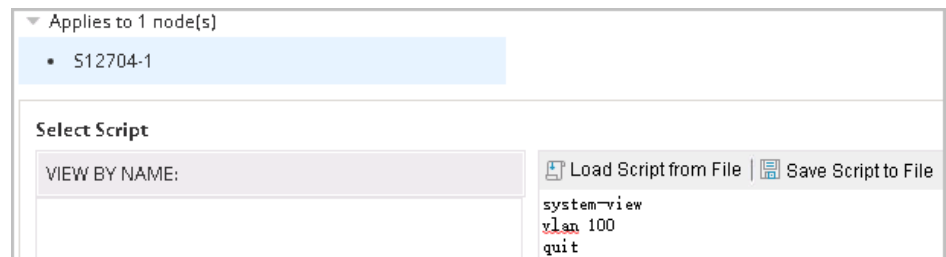 Applies to 1 node(s)
• S12704-1
Select Script
VIEW BY NAME:
Load Script from File | Save Script to File
system-view
vlan 100
quit